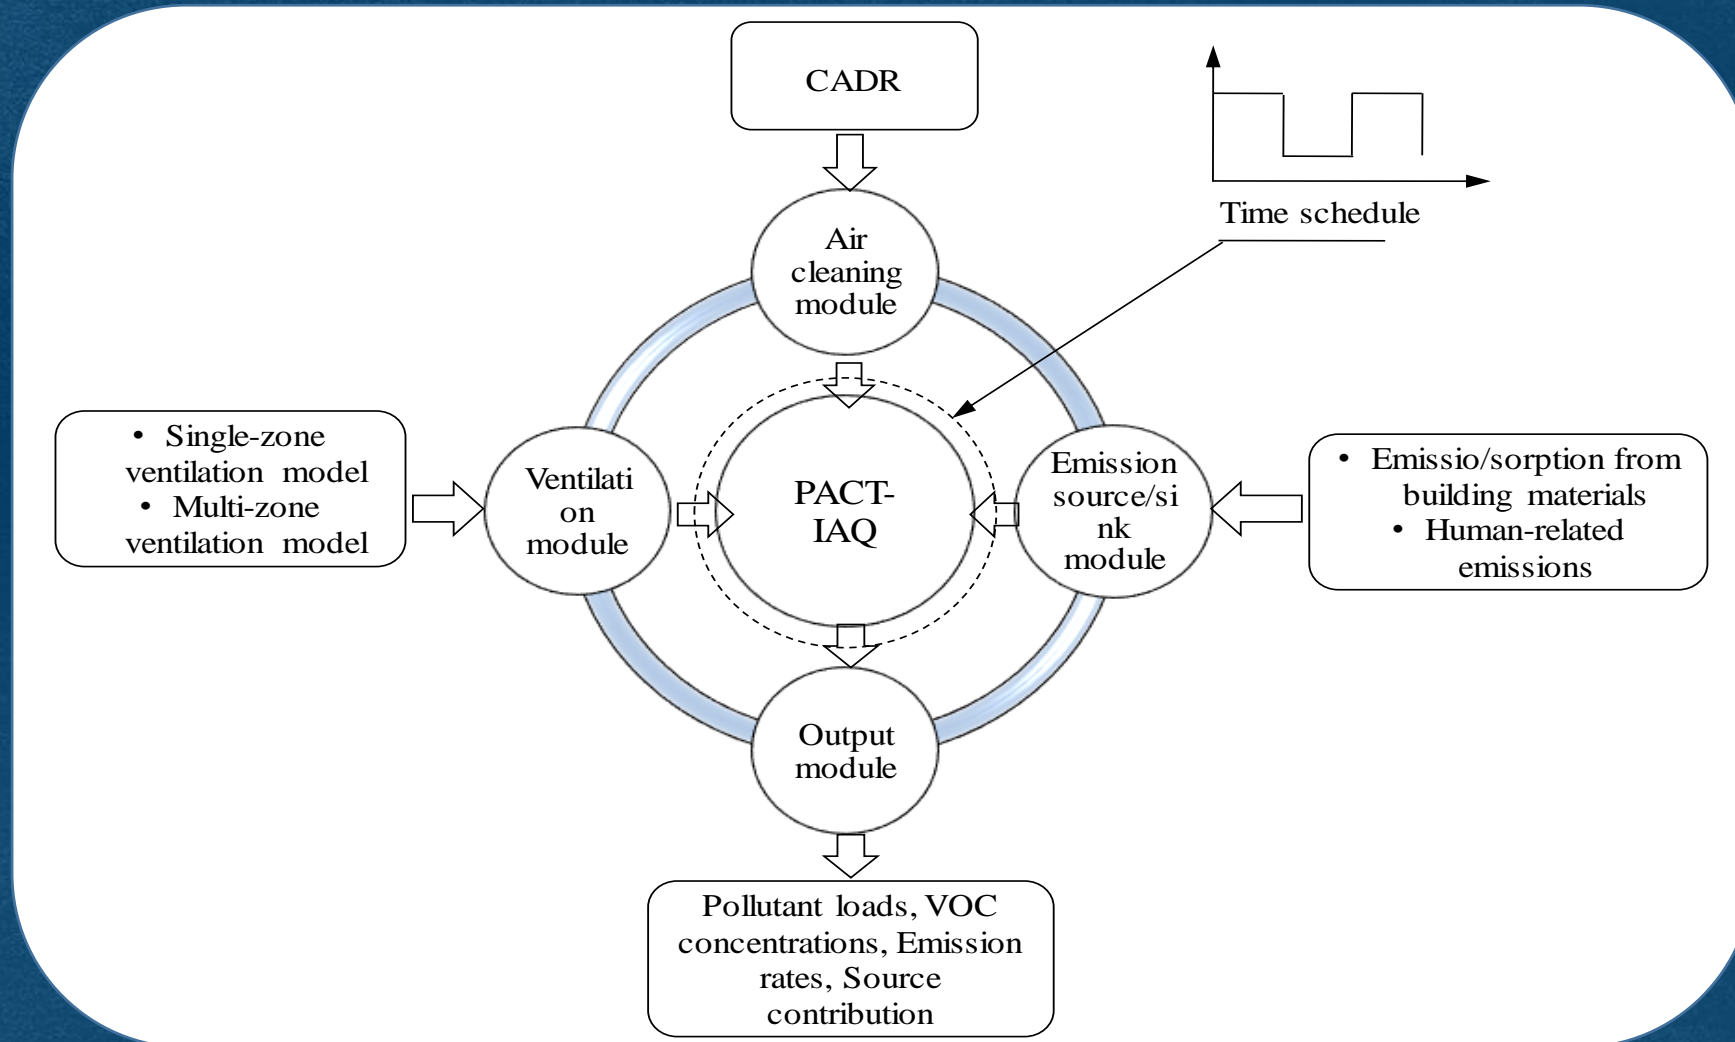 CADR
Time schedule
Air
cleaning
module
• Single-zone
ventilation model
• Multi-zone
ventilation model
Ventilati
on
module
PACT-
IAQ
Emission
source/si
nk
module
• Emissio/sorption from
building materials
• Human-related
emissions
Output
module
Pollutant loads, VOC
concentrations, Emission
rates, Source
contribution